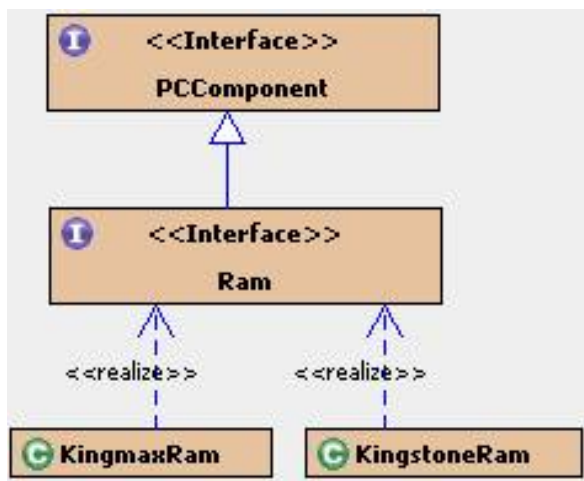 I <<Interface>>
PCComponent
I <<Interface>>
Ram
<<realize>> <<realize>>
C KingmaxRam C KingstoneRam